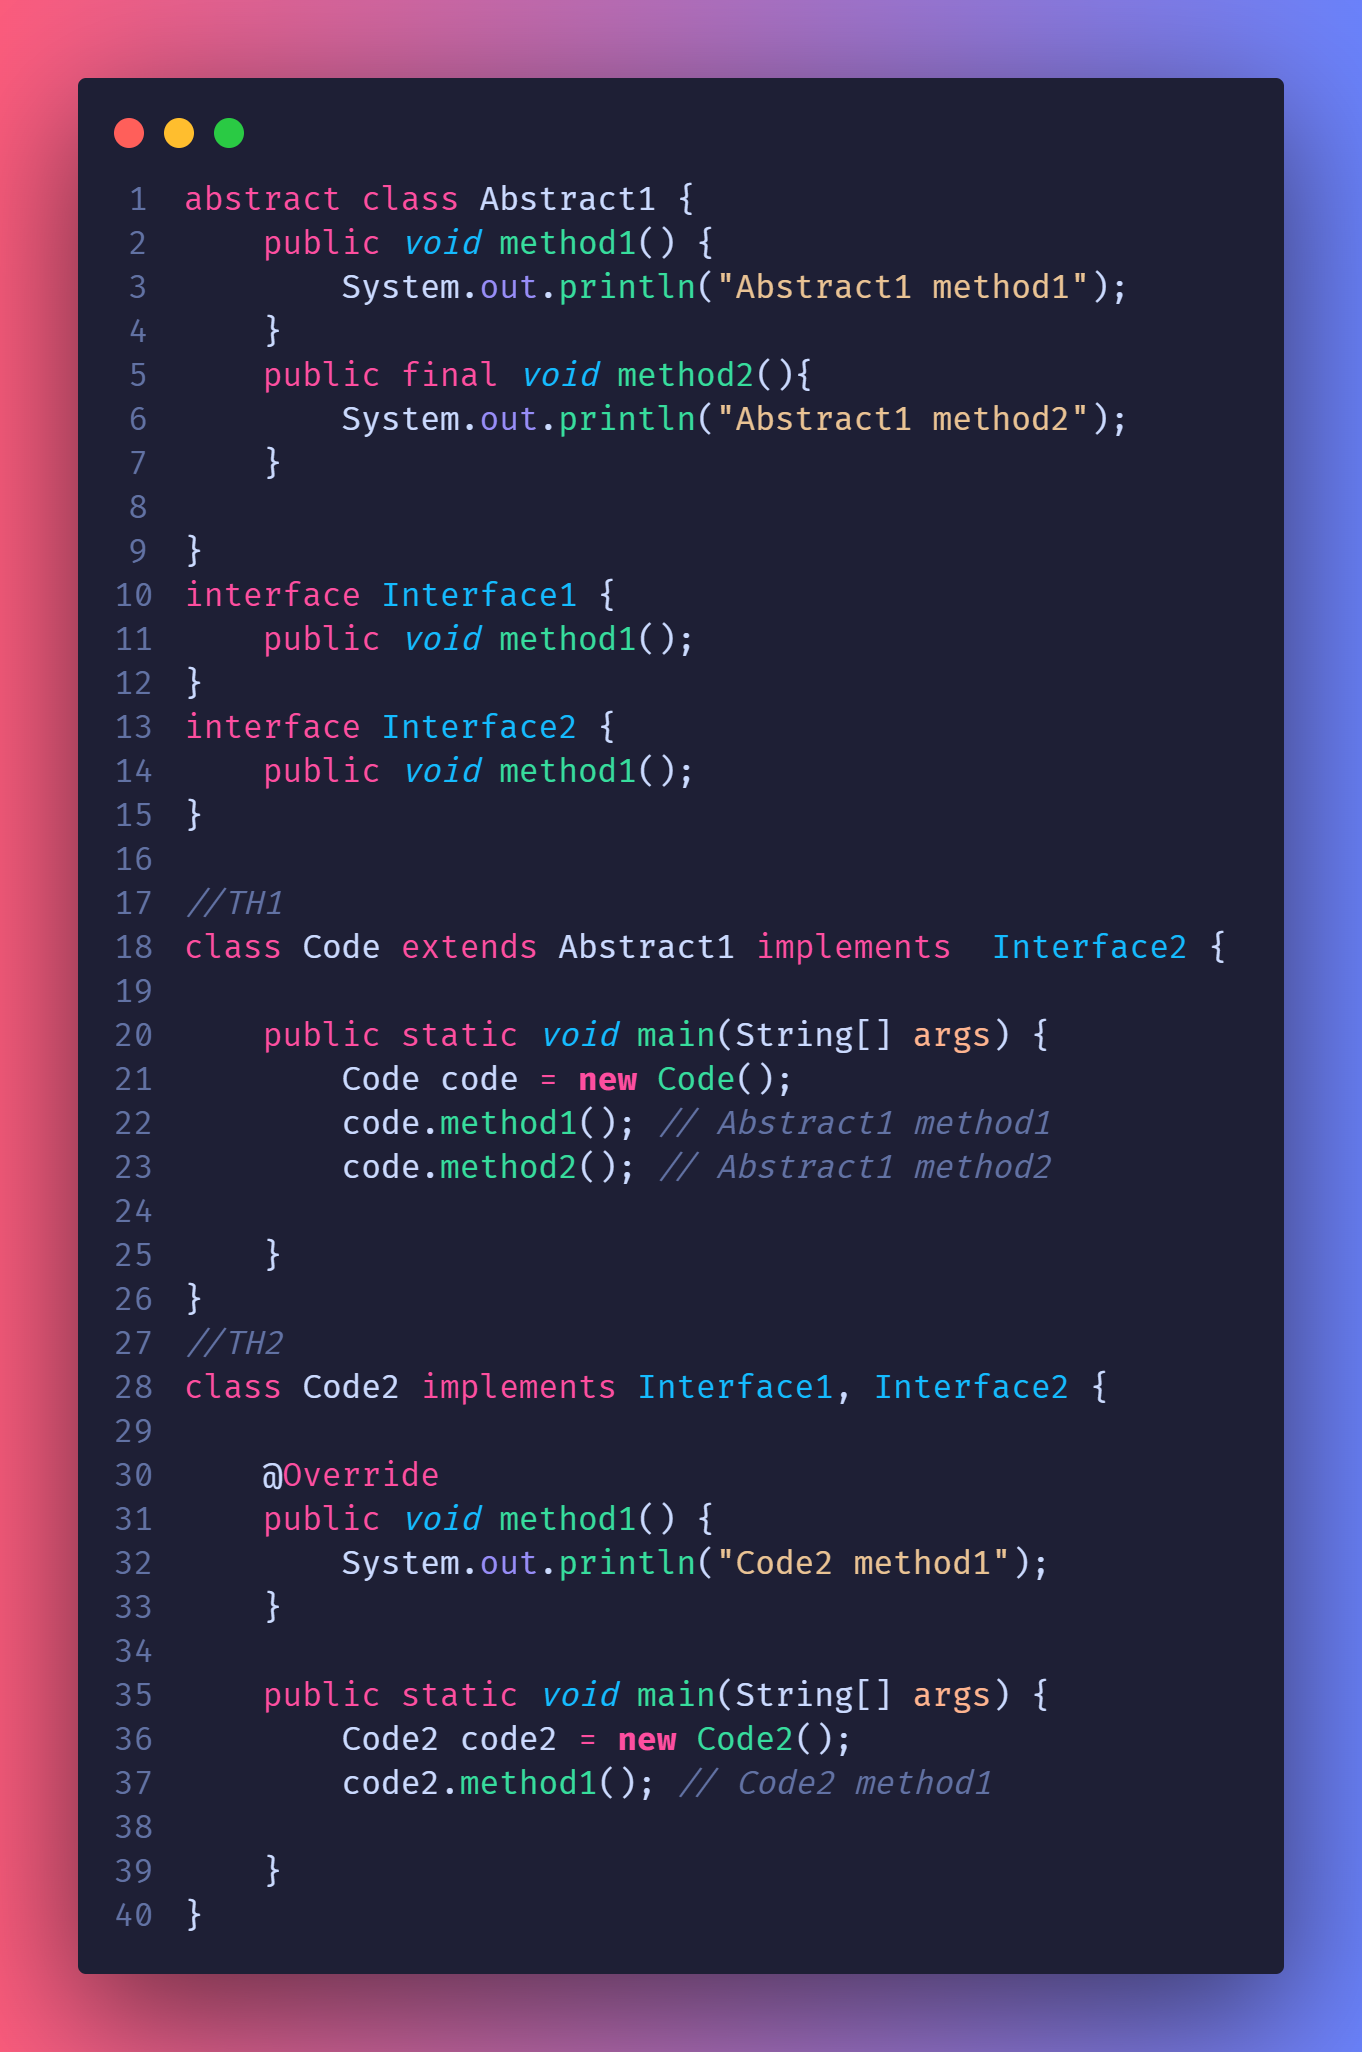 1 abstract class Abstract1 {
2     public void method1() {
3         System.out.println("Abstract1 method1");
4     }
5     public final void method2(){
6         System.out.println("Abstract1 method2");
7     }
8
9 }
10 interface Interface1 {
11     public void method1();
12 }
13 interface Interface2 {
14     public void method1();
15 }
16
17 //TH1
18 class Code extends Abstract1 implements  Interface2 {
19
20     public static void main(String[] args) {
21         Code code = new Code();
22         code.method1(); // Abstract1 method1
23         code.method2(); // Abstract1 method2
24
25     }
26 }
27 //TH2
28 class Code2 implements Interface1, Interface2 {
29
30     @Override
31     public void method1() {
32         System.out.println("Code2 method1");
33     }
34
35     public static void main(String[] args) {
36         Code2 code2 = new Code2();
37         code2.method1(); // Code2 method1
38
39     }
40 }